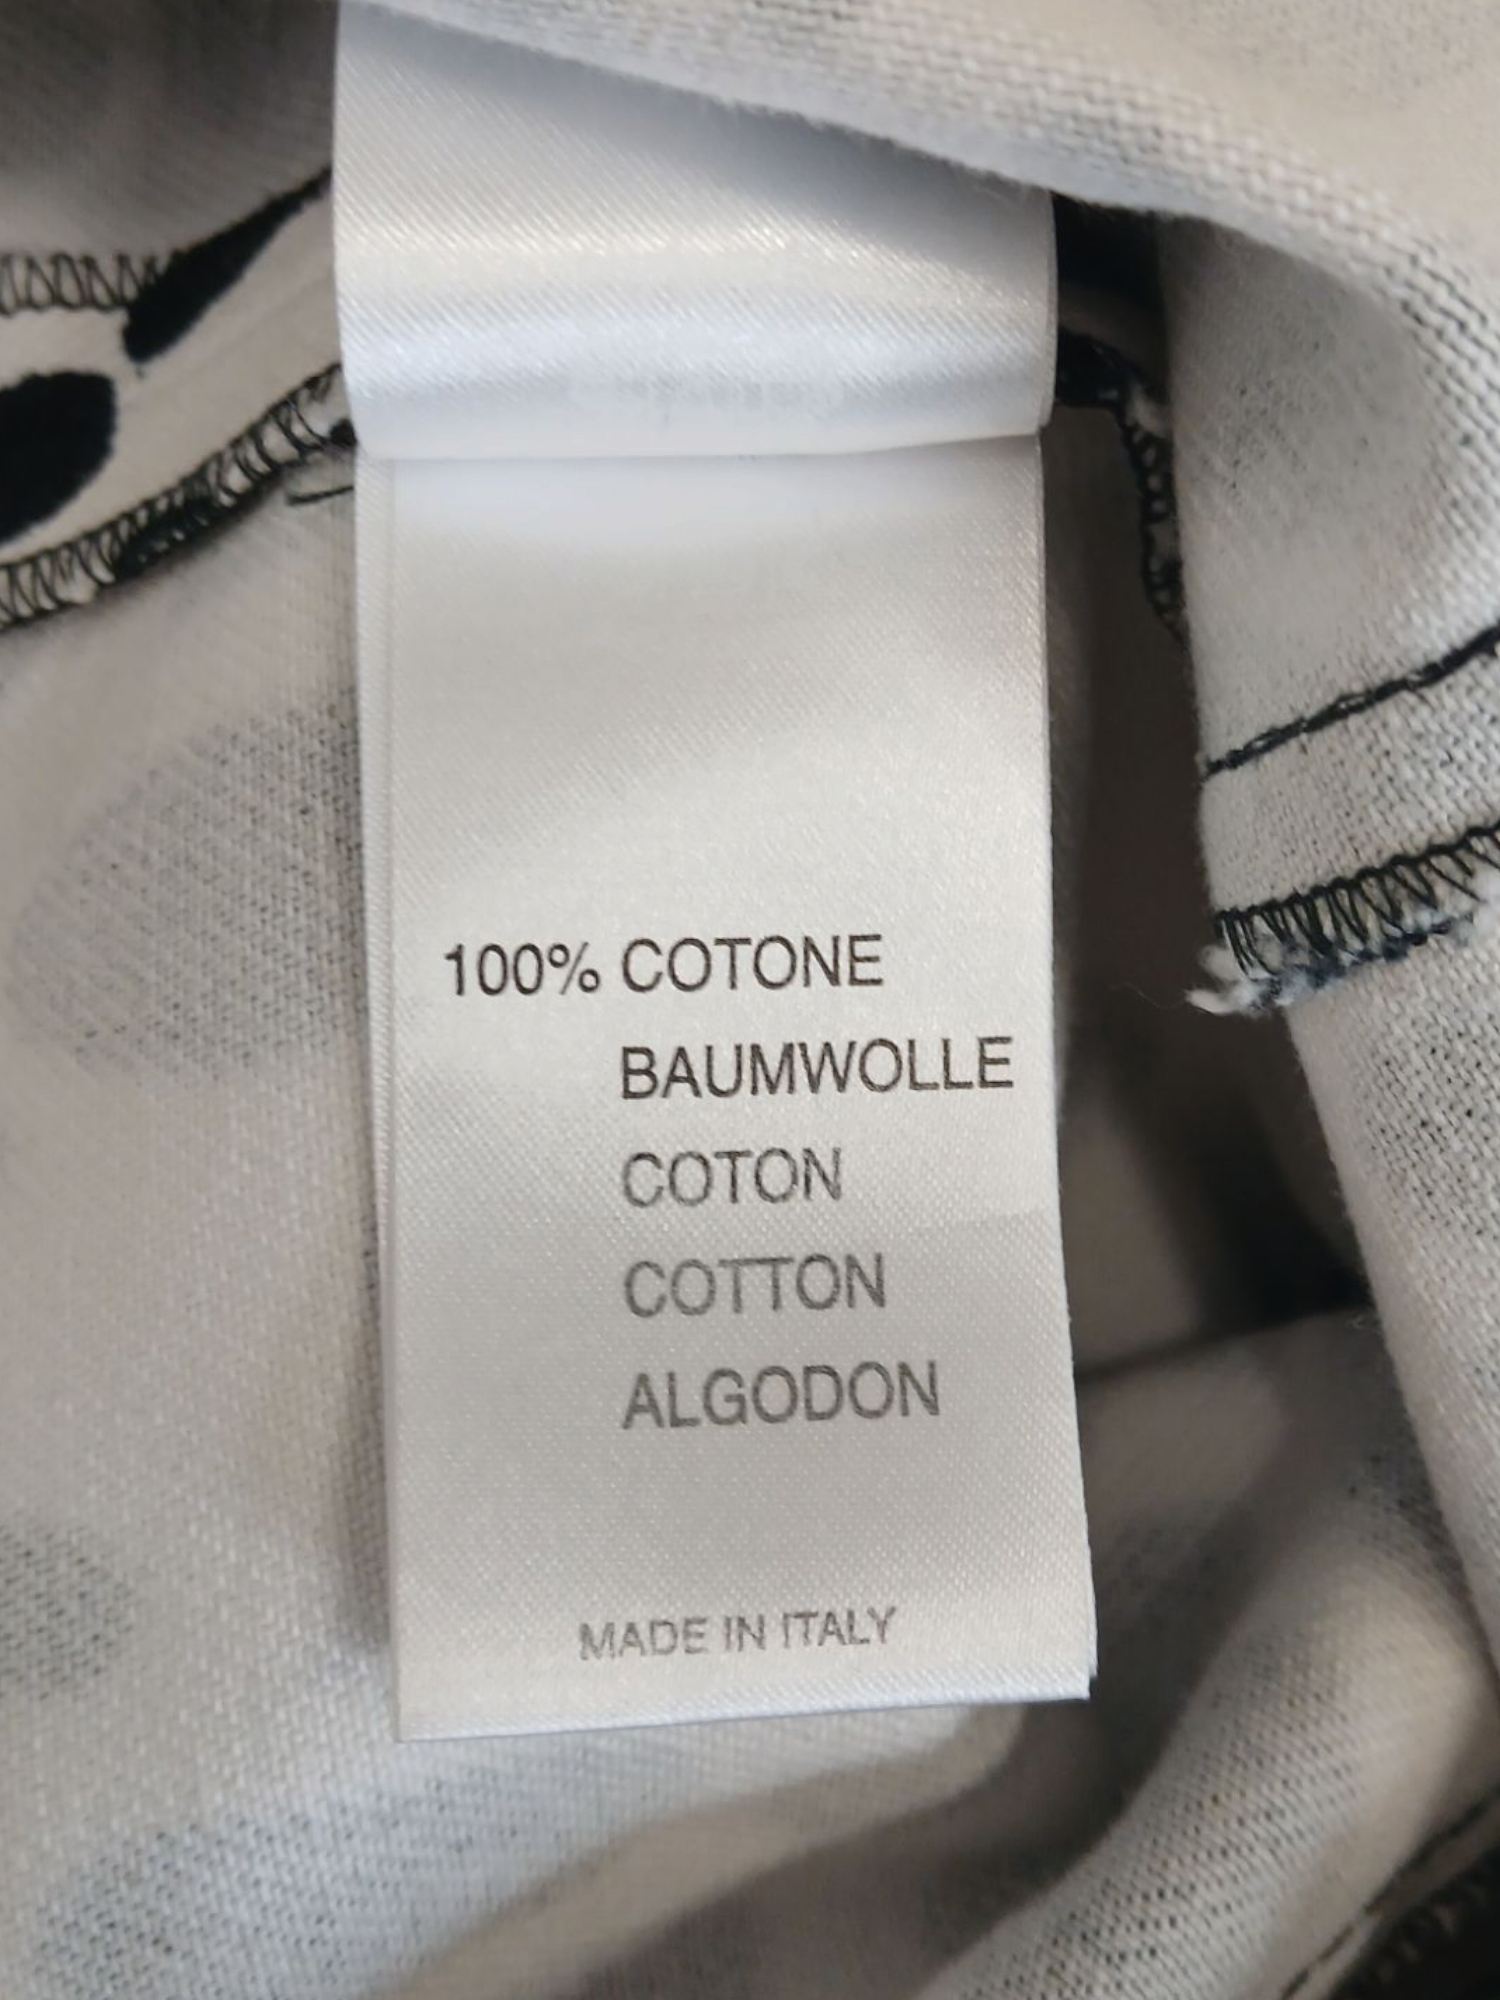 100% COTONE
BAUMWOLLE
COTON
COTTON
ALGODON
MADE IN ITALY